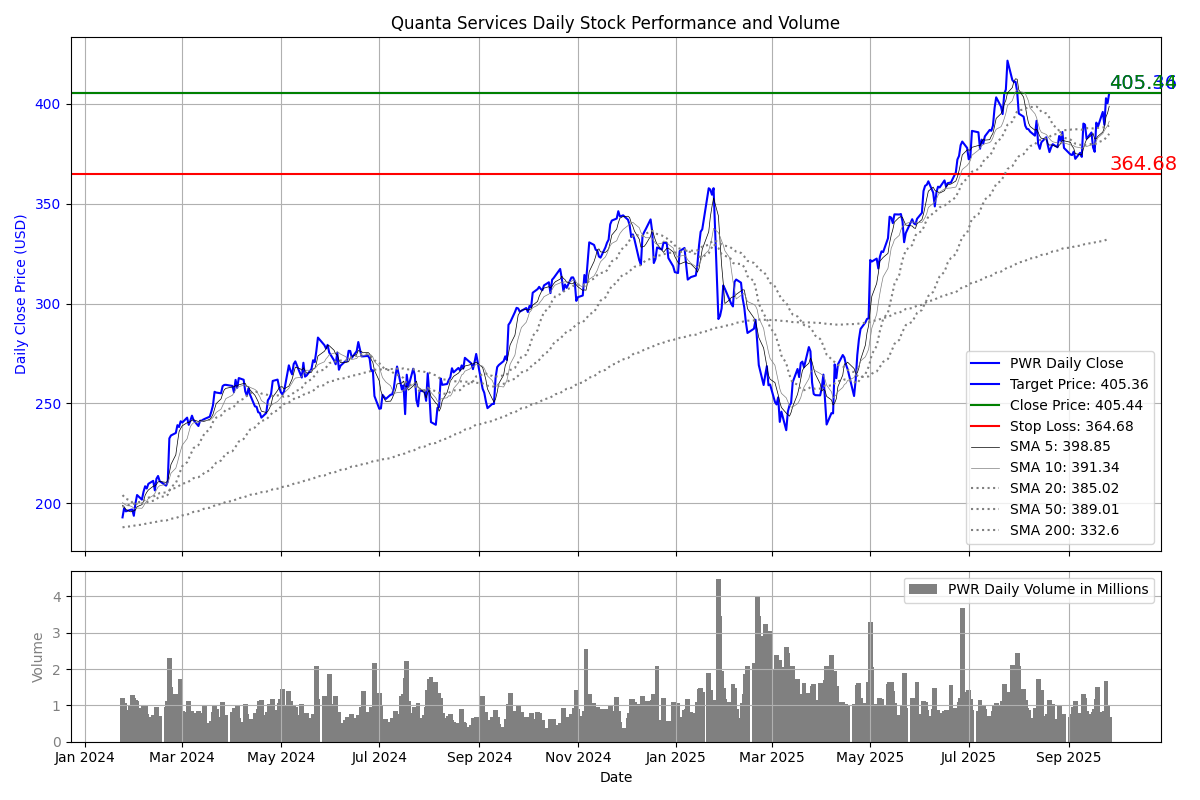 Quanta Services Daily Stock Performance and Volume
Daily Close Price (USD)
400
350
300
250
200
405.36
405.44
364.68
PWR Daily Close
Target Price: 405.36
Close Price: 405.44
Stop Loss: 364.68
SMA 5: 398.85
SMA 10: 391.34
SMA 20: 385.02
SMA 50: 389.01
SMA 200: 332.6
Volume
4
3
2
1
0
PWR Daily Volume in Millions
Jan 2024 Mar 2024 May 2024 Jul 2024 Sep 2024 Nov 2024 Jan 2025 Mar 2025 May 2025 Jul 2025 Sep 2025
Date